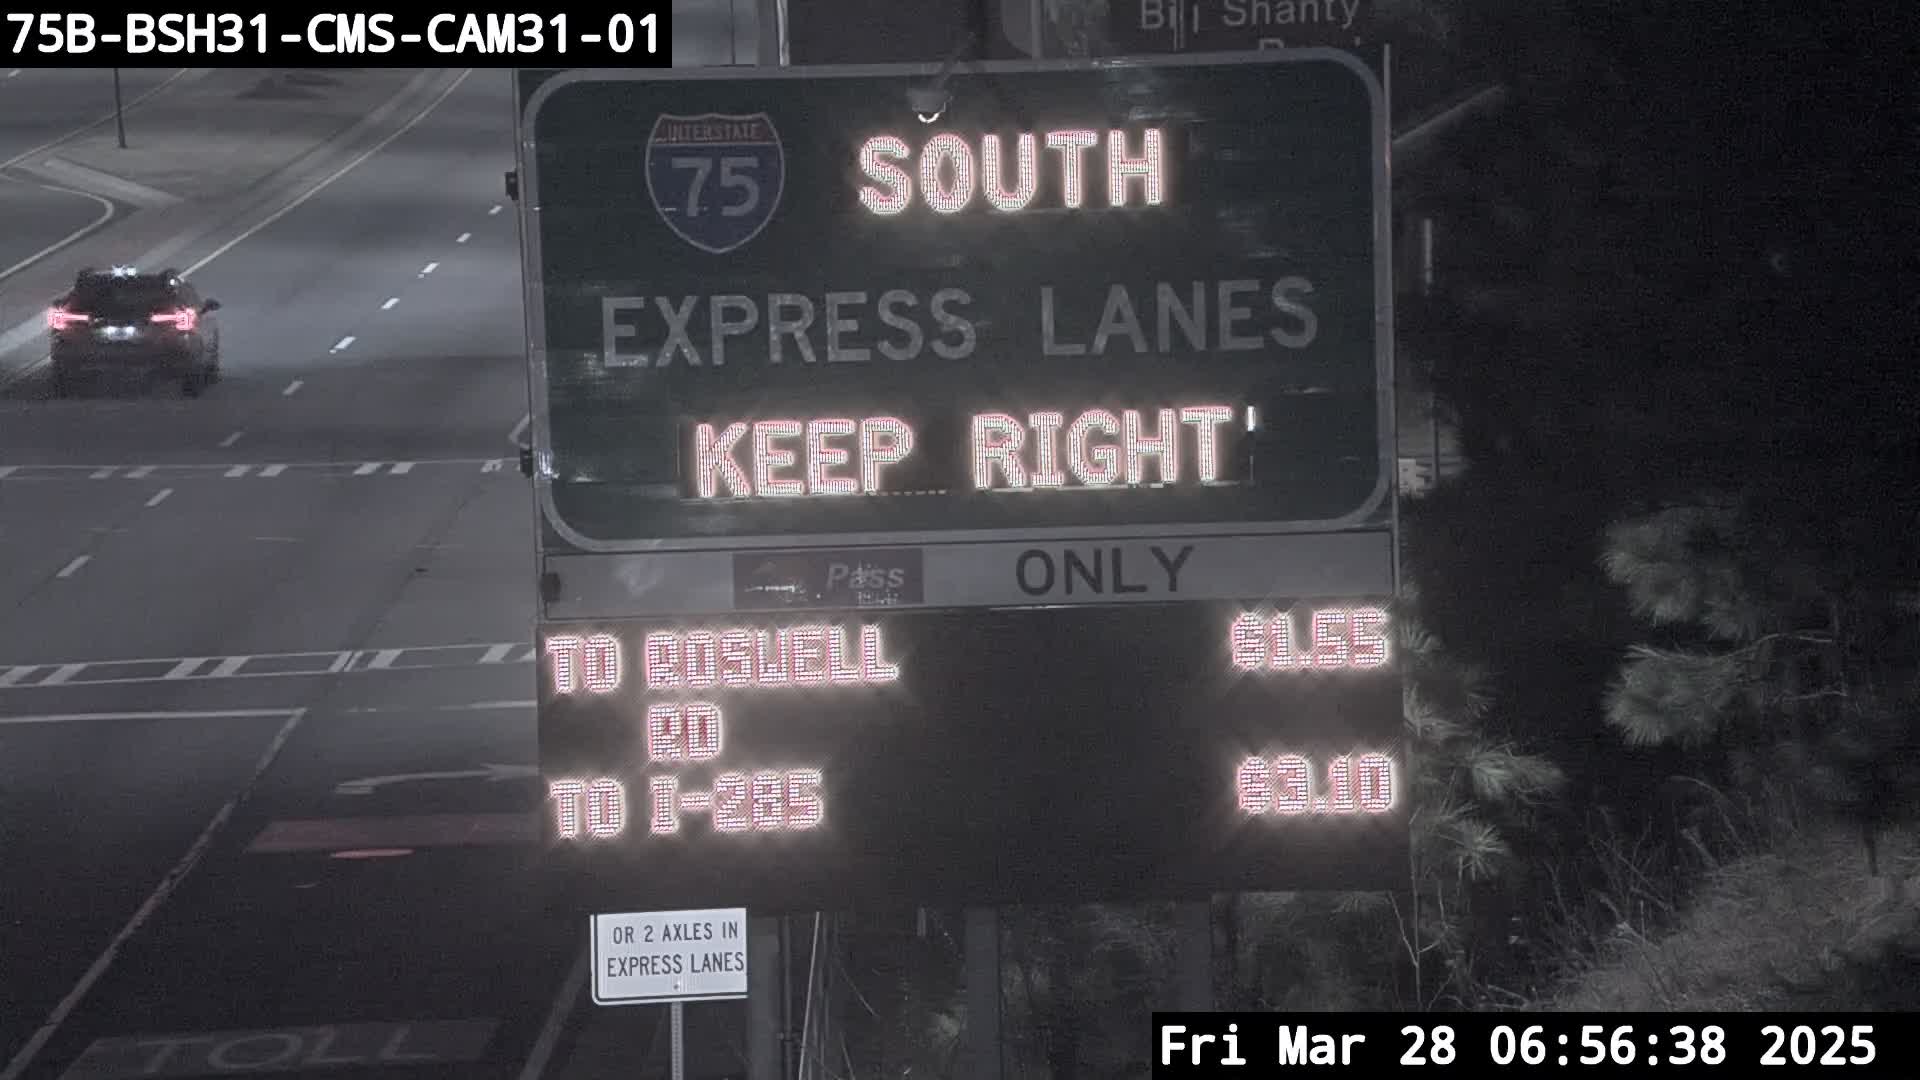 75B-BSH31-CMS-CAM31-01
Shanty
INTERSTATE
75
SOUTH
EXPRESS LANES
KEEP RIGHT
Pass
ONLY
TO ROSWELL $1.55
RD
TO I-285 $3.10
OR 2 AXLES IN
EXPRESS LANES
TOLL
Fri Mar 28 06:56:38 2025